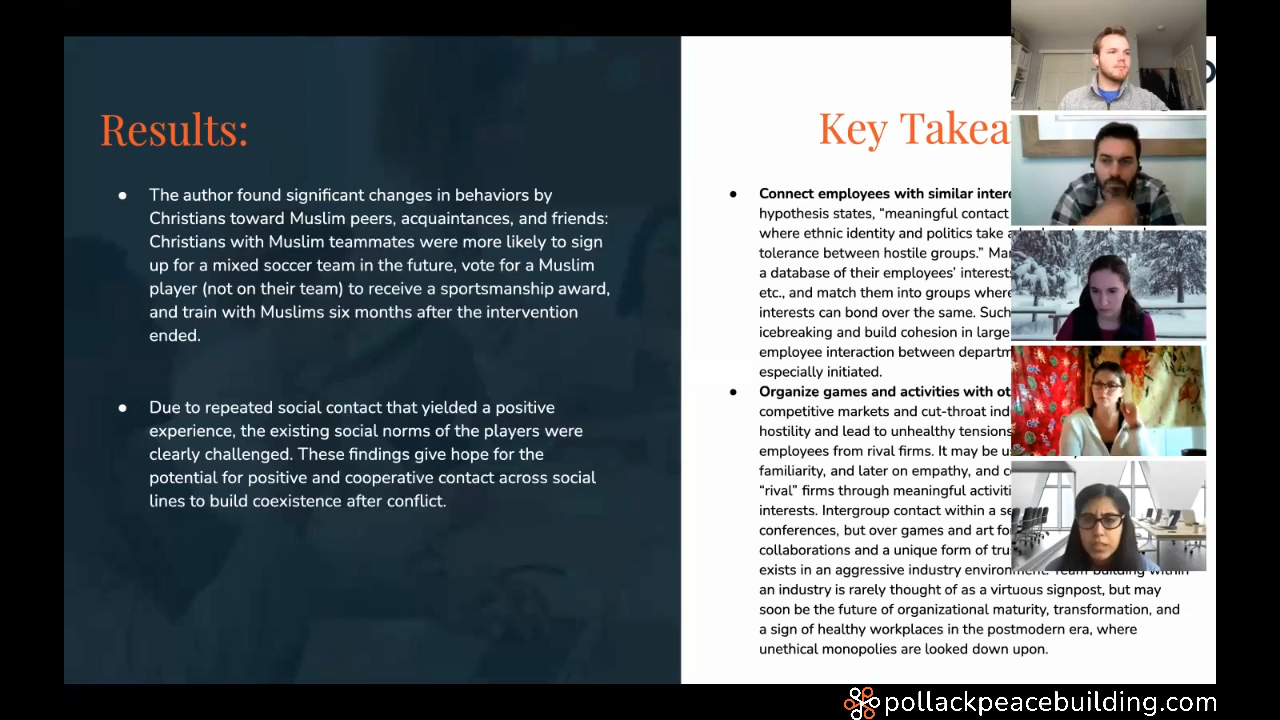 Results:
● The author found significant changes in behaviors by
Christians toward Muslim peers, acquaintances, and friends:
Christians with Muslim teammates were more likely to sign
up for a mixed soccer team in the future, vote for a Muslim
player (not on their team) to receive a sportsmanship award,
and train with Muslims six months after the intervention
ended.
● Due to repeated social contact that yielded a positive
experience, the existing social norms of the players were
clearly challenged. These findings give hope for the
potential for positive and cooperative contact across social
lines to build coexistence after conflict.
Key
● Connect employees with similar
hypothesis states, “meaningful contact
where ethnic identity and politics take
tolerance between hostile groups.”
a database of their employees’ interests
etc., and match them into groups where
interests can bond over the same. Such
icebreaking and build cohesion in large
employee interaction between
especially initiated.
● Organize games and activities with
competitive markets and cut-throat
hostility and lead to unhealthy tensions
employees from rival firms. It may be
familiarity, and later on empathy, and
“rival” firms through meaningful
interests. Intergroup contact within a
conferences, but over games and art
collaborations and a unique form of
exists in an aggressive industry environment. Team-building within
an industry is rarely thought of as a virtuous signpost, but may
soon be the future of organizational maturity, transformation, and
a sign of healthy workplaces in the postmodern era, where
unethical monopolies are looked down upon.
pollackpeacebuilding.com